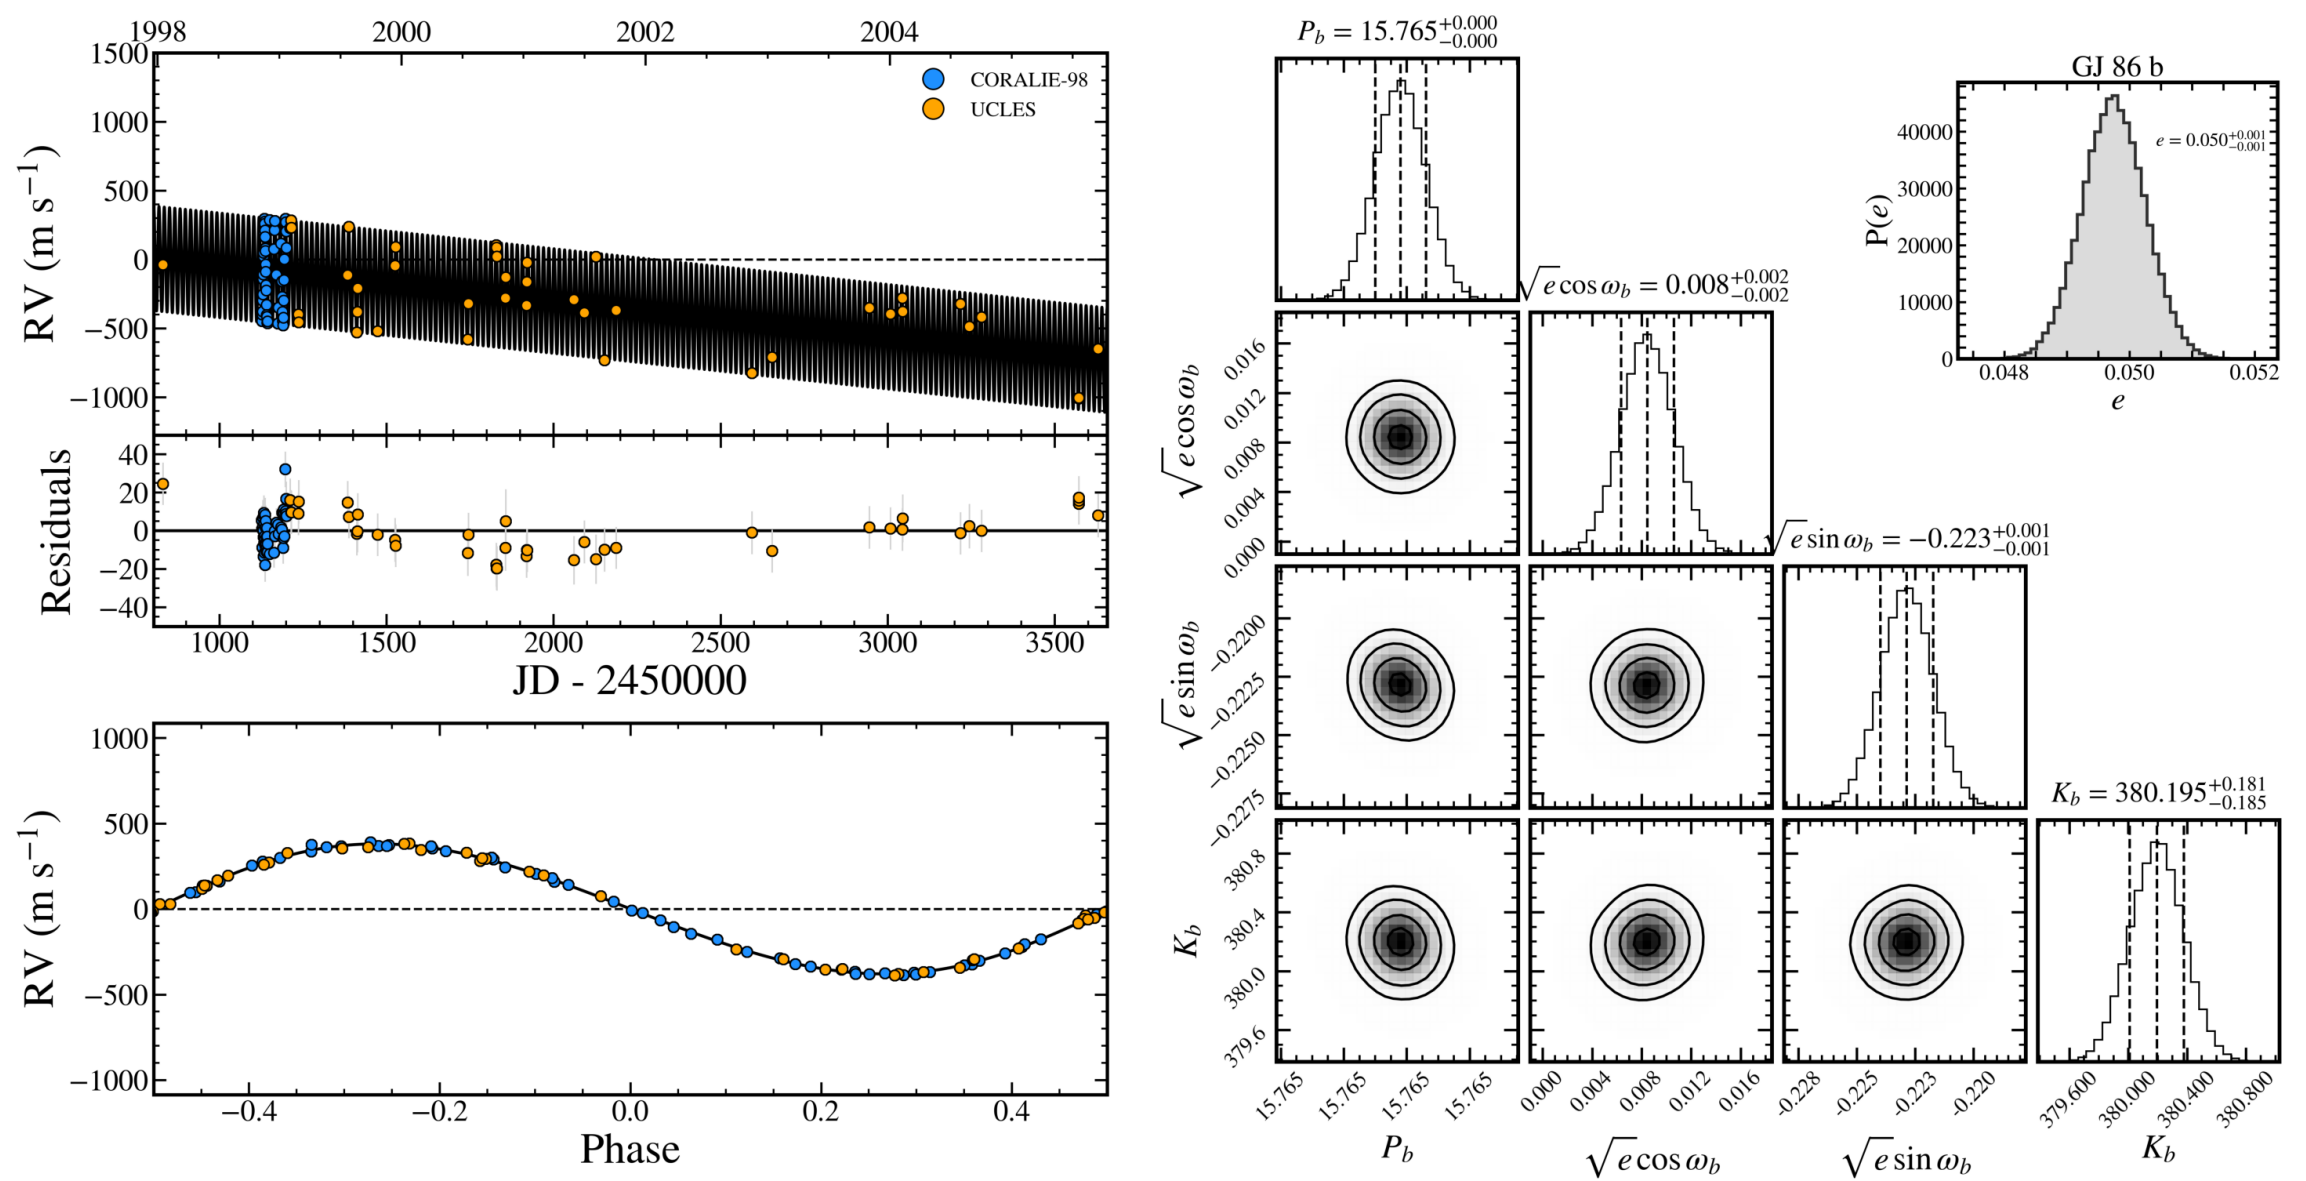 1998 2000 2002 2004
1500
1000
500
0
−500
−1000
RV (m s⁻¹)
CORALIE-98
UCLES
40
20
0
−20
−40
Residuals
1000 1500 2000 2500 3000 3500
JD - 2450000
1000
500
0
−500
−1000
RV (m s⁻¹)
−0.4 −0.2 0.0 0.2 0.4
Phase
P_b = 15.765^{+0.000}_{−0.000}
√e cos ω_b = 0.008^{+0.002}_{−0.002}
√e sin ω_b = −0.223^{+0.001}_{−0.001}
K_b = 380.195^{+0.181}_{−0.185}
0.016
0.012
0.008
0.004
0.000
√e cos ω_b
−0.2200
−0.2225
−0.2250
−0.2275
√e sin ω_b
380.8
380.4
380.0
379.6
K_b
15.765 15.765 15.765 15.765
P_b
0.000 0.004 0.008 0.012 0.016
√e cos ω_b
-0.228 -0.225 -0.223 -0.220
√e sin ω_b
379.600 380.000 380.400 380.800
K_b
GJ 86 b
e = 0.050^{+0.001}_{−0.001}
40000
30000
20000
10000
0
P(e)
0.048 0.050 0.052
e